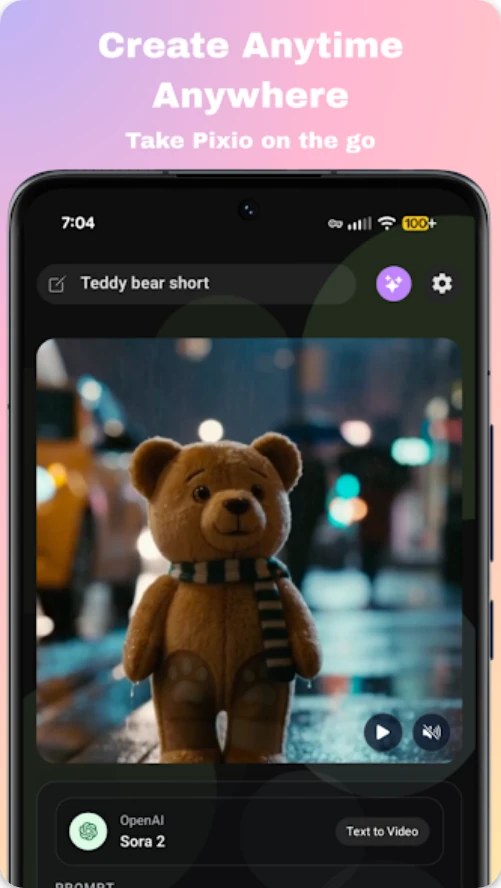 Create Anytime
Anywhere
Take Pixio on the go
7:04
100+
Teddy bear short
OpenAI
Sora 2
Text to Video
PROMPT